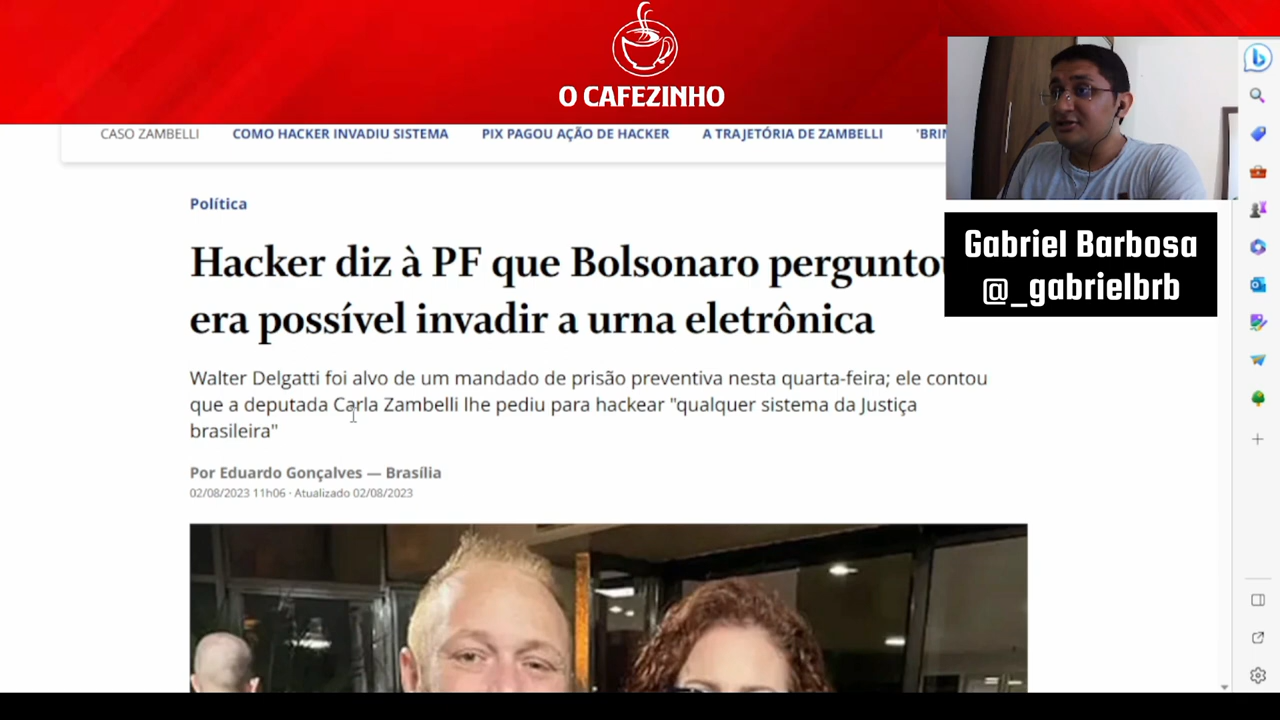 O CAFEZINHO
CASO ZAMBELLI COMO HACKER INVADIU SISTEMA PIX PAGOU AÇÃO DE HACKER A TRAJETÓRIA DE ZAMBELLI
Política
Hacker diz à PF que Bolsonaro
era possível invadir a urna eletrônica
Walter Delgatti foi alvo de um mandado de prisão preventiva nesta quarta-feira; ele contou
que a deputada Carla Zambelli lhe pediu para hackear "qualquer sistema da Justiça
brasileira"
Por Eduardo Gonçalves — Brasília
02/08/2023 11h06 · Atualizado 02/08/2023
Gabriel Barbosa
@_gabrielbrb